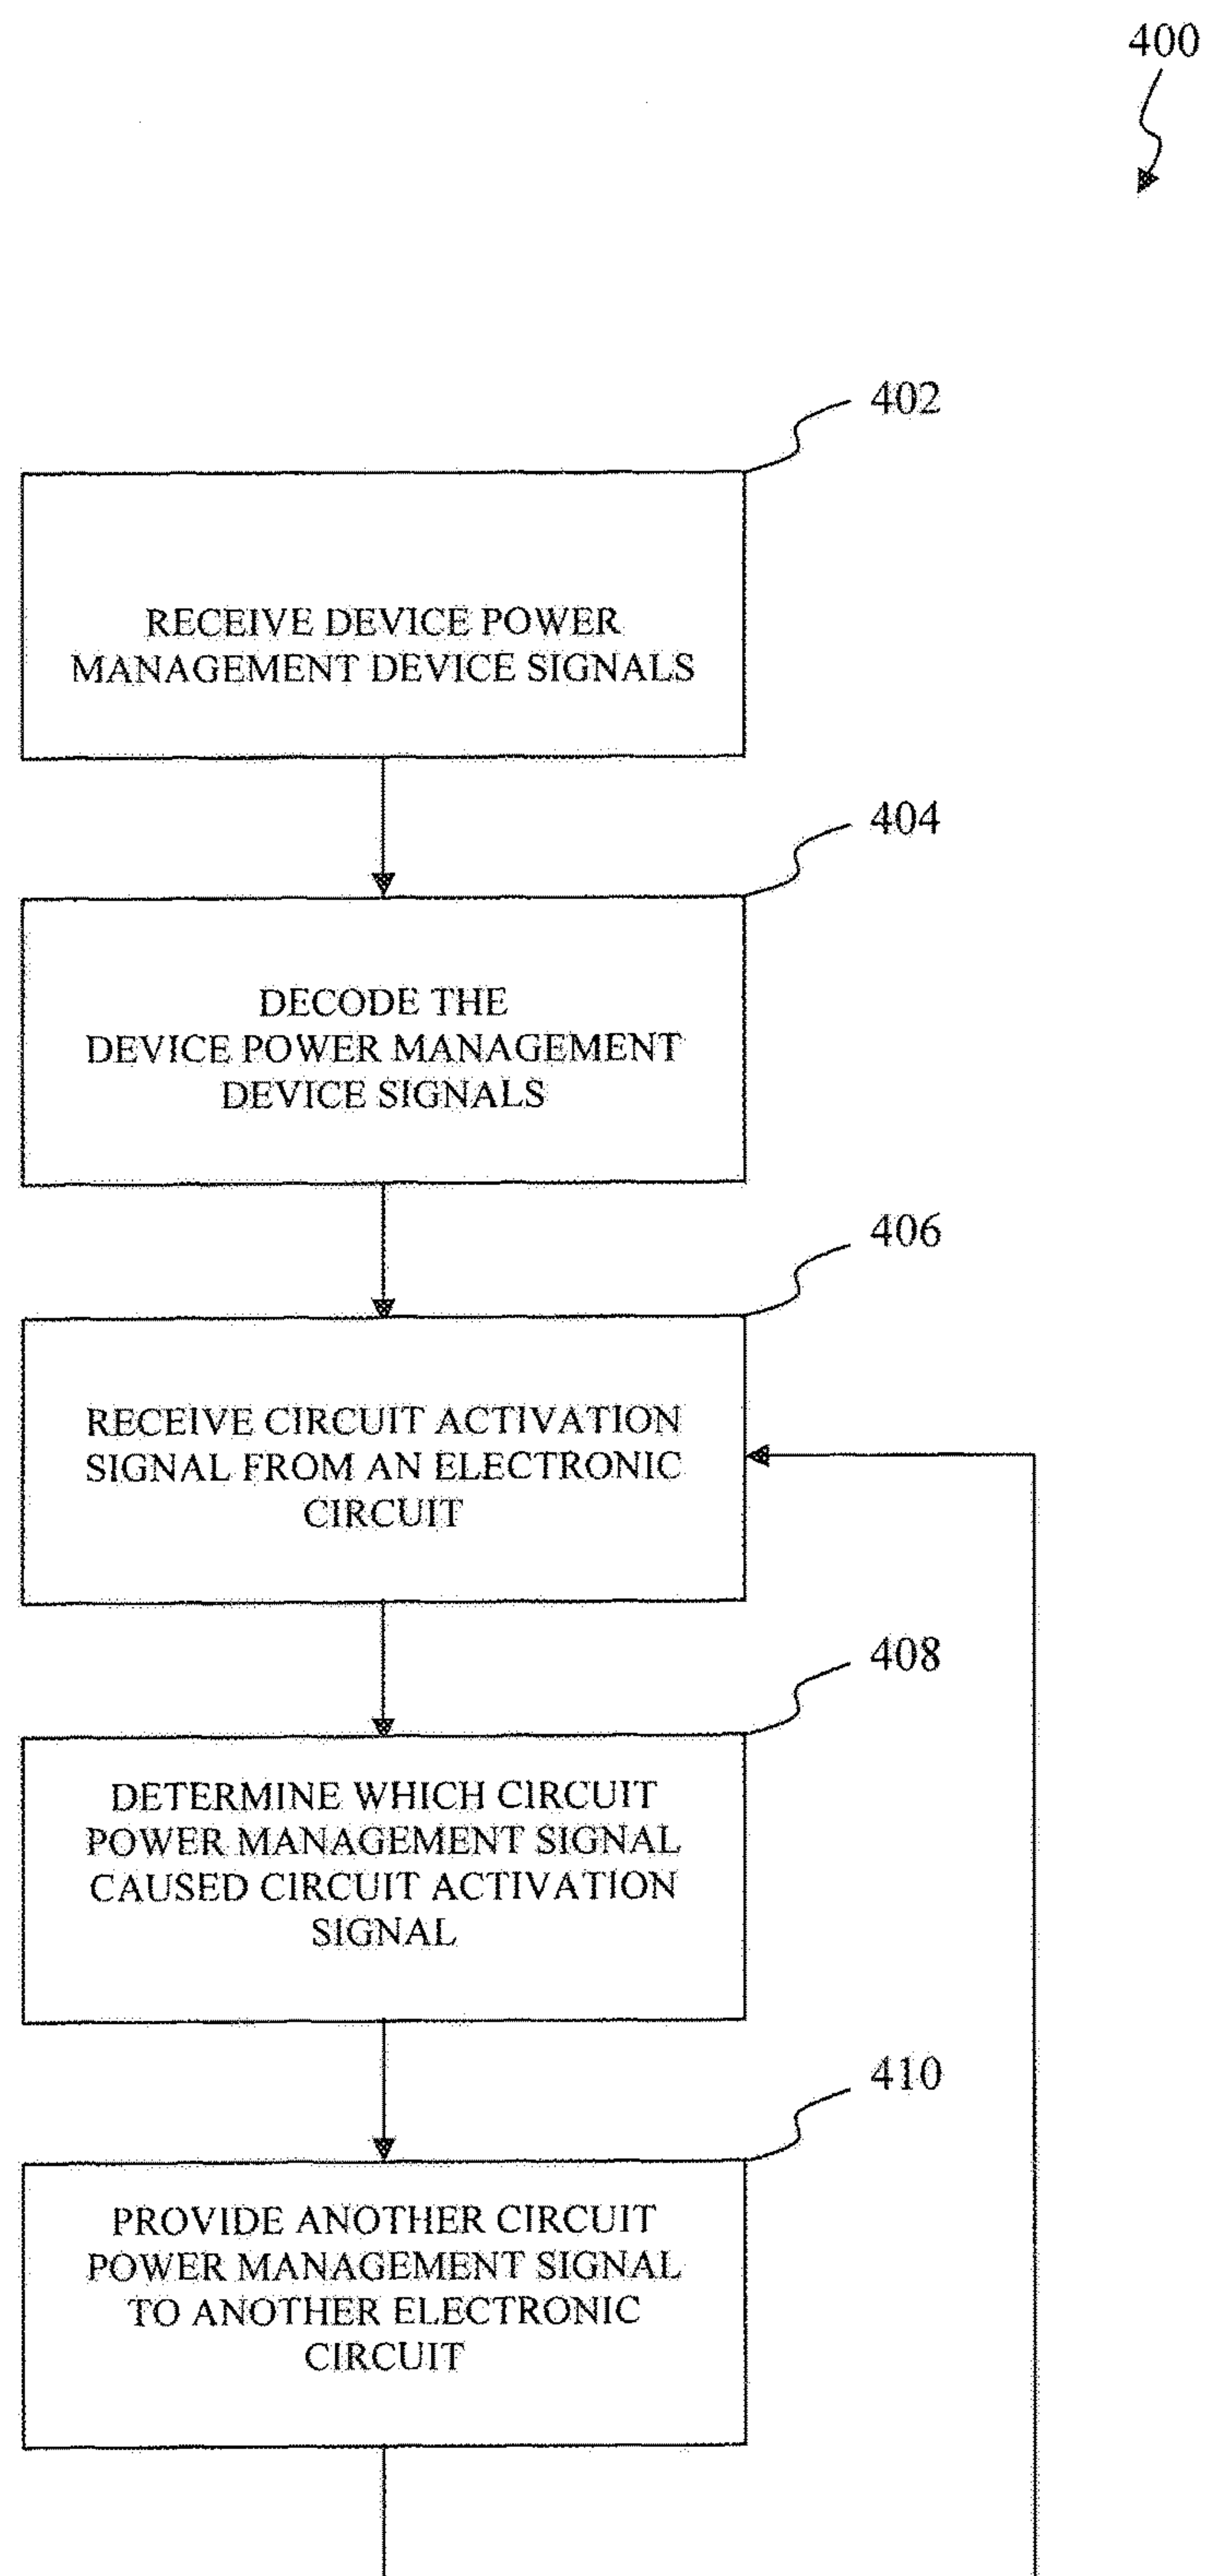 400
402
RECEIVE DEVICE POWER
MANAGEMENT DEVICE SIGNALS
404
DECODE THE
DEVICE POWER MANAGEMENT
DEVICE SIGNALS
406
RECEIVE CIRCUIT ACTIVATION
SIGNAL FROM AN ELECTRONIC
CIRCUIT
408
DETERMINE WHICH CIRCUIT
POWER MANAGEMENT SIGNAL
CAUSED CIRCUIT ACTIVATION
SIGNAL
410
PROVIDE ANOTHER CIRCUIT
POWER MANAGEMENT SIGNAL
TO ANOTHER ELECTRONIC
CIRCUIT